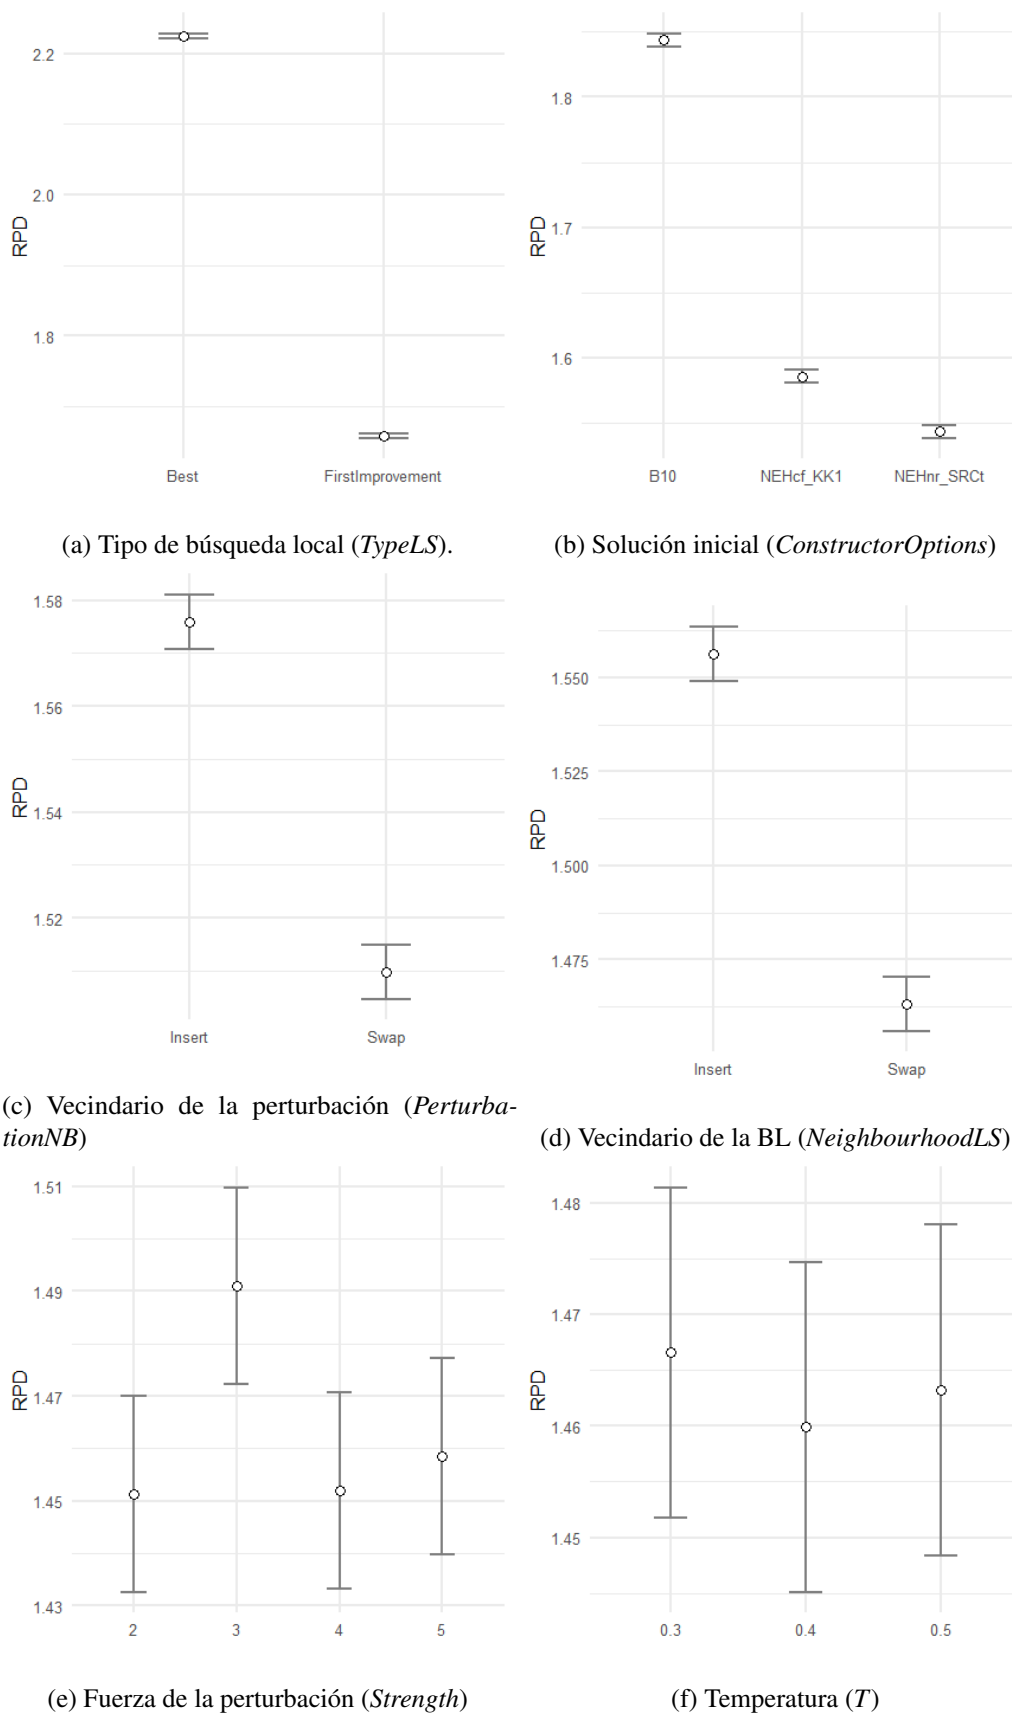 RPD
2.2
2.0
1.8
Best FirstImprovement
(a) Tipo de búsqueda local (TypeLS).
RPD
1.8
1.7
1.6
B10 NEHcf_KK1 NEHnr_SRCt
(b) Solución inicial (ConstructorOptions)
RPD
1.58
1.56
1.54
1.52
Insert Swap
(c) Vecindario de la perturbación (Perturba-
tionNB)
RPD
1.550
1.525
1.500
1.475
Insert Swap
(d) Vecindario de la BL (NeighbourhoodLS)
RPD
1.51
1.49
1.47
1.45
1.43
2 3 4 5
(e) Fuerza de la perturbación (Strength)
RPD
1.48
1.47
1.46
1.45
0.3 0.4 0.5
(f) Temperatura (T)